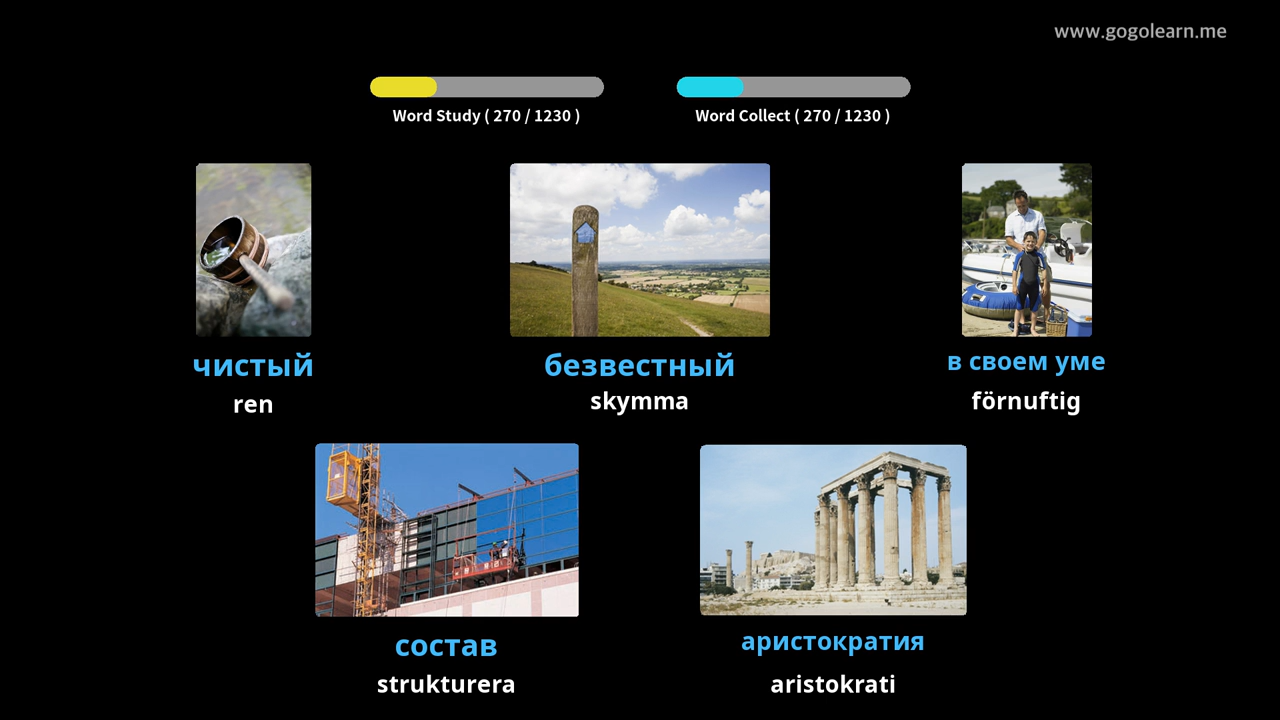 www.gogolearn.me
Word Study ( 270 / 1230 )
Word Collect ( 270 / 1230 )
чистый
ren
безвестный
skymma
в своем уме
förnuftig
состав
strukturera
аристократия
aristokrati